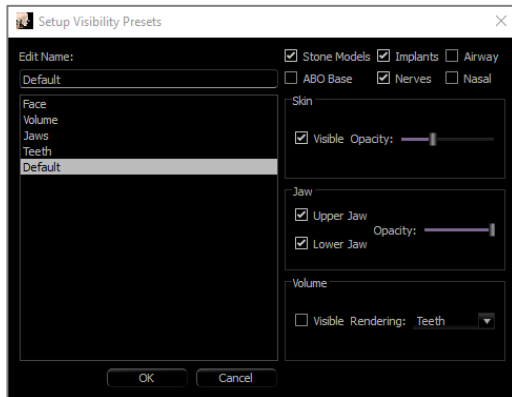 Setup Visibility Presets
Edit Name:
Default
Face
Volume
Jaws
Teeth
Default
OK
Cancel
Stone Models
Implants
Airway
ABO Base
Nerves
Nasal
Skin
Visible
Opacity:
Jaw
Upper Jaw
Opacity:
Lower Jaw
Volume
Visible
Rendering:
Teeth